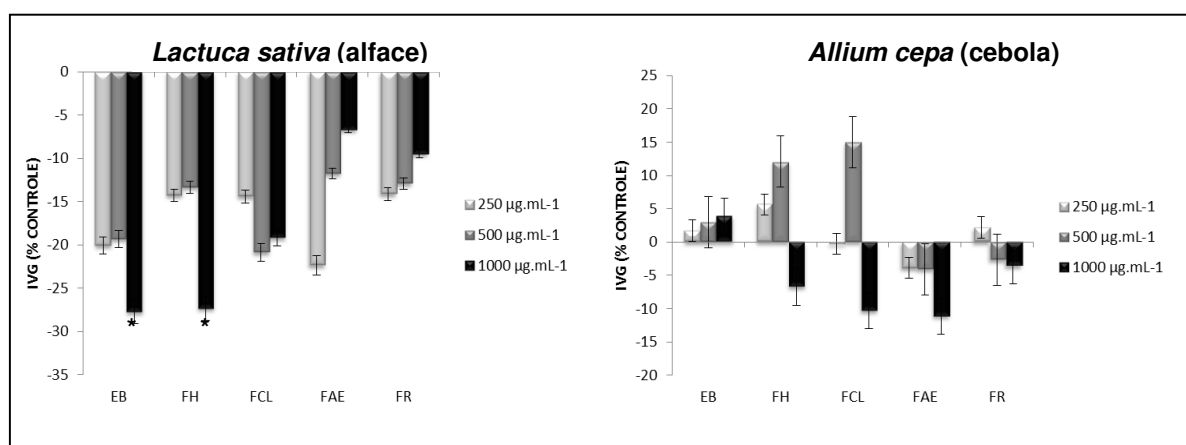 Lactuca sativa (alface)
IVG (% CONTROLE)
0
-5
-10
-15
-20
-25
-30
-35
* *
EB FH FCL FAE FR
250 µg.mL-1
500 µg.mL-1
1000 µg.mL-1
Allium cepa (cebola)
IVG (% CONTROLE)
25
20
15
10
5
0
-5
-10
-15
-20
EB FH FCL FAE FR
250 µg.mL-1
500 µg.mL-1
1000 µg.mL-1